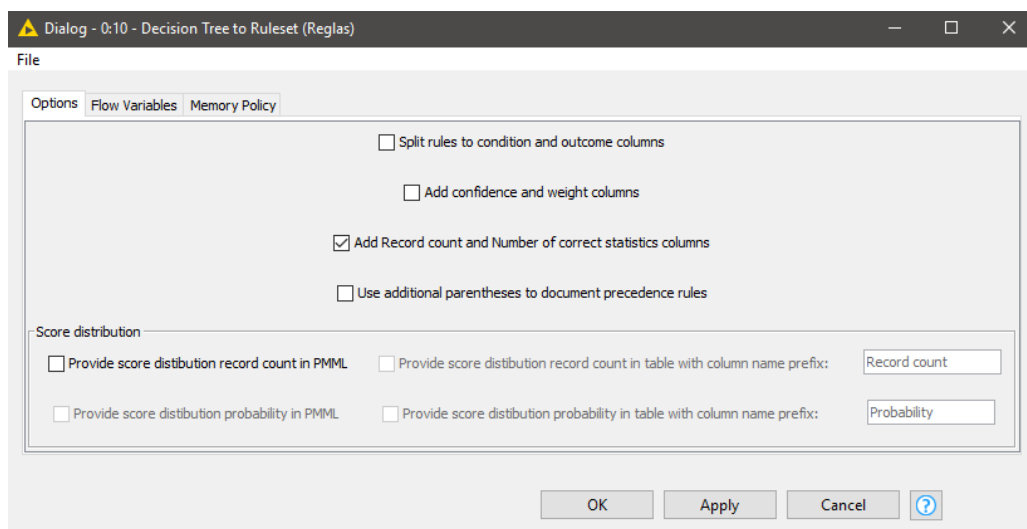 Dialog - 0:10 - Decision Tree to Ruleset (Reglas)
File
Options Flow Variables Memory Policy
Split rules to condition and outcome columns
Add confidence and weight columns
Add Record count and Number of correct statistics columns
Use additional parentheses to document precedence rules
Score distribution
Provide score distibution record count in PMML Provide score distibution record count in table with column name prefix: Record count
Provide score distibution probability in PMML Provide score distibution probability in table with column name prefix: Probability
OK Apply Cancel ?